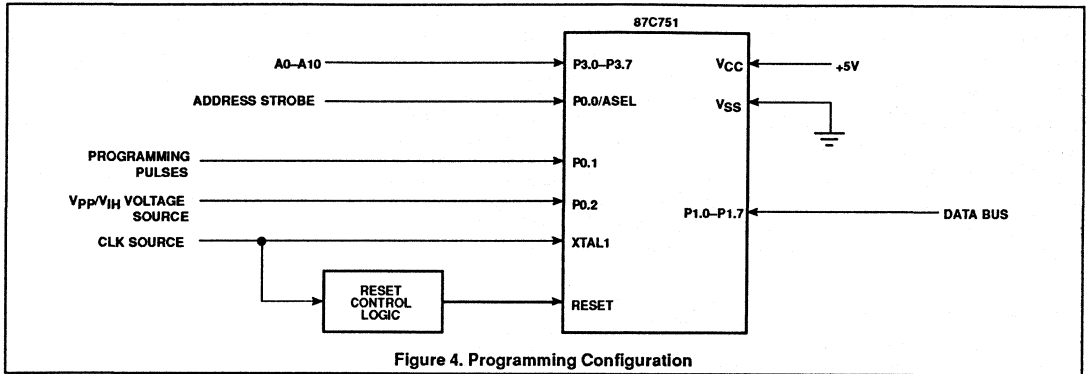 87C751
A0–A10
P3.0–P3.7
VCC
+5V
ADDRESS STROBE
P0.0/ASEL
VSS
PROGRAMMING
PULSES
P0.1
VPP/VIH VOLTAGE
SOURCE
P0.2
P1.0–P1.7
DATA BUS
CLK SOURCE
XTAL1
RESET
CONTROL
LOGIC
RESET
Figure 4. Programming Configuration